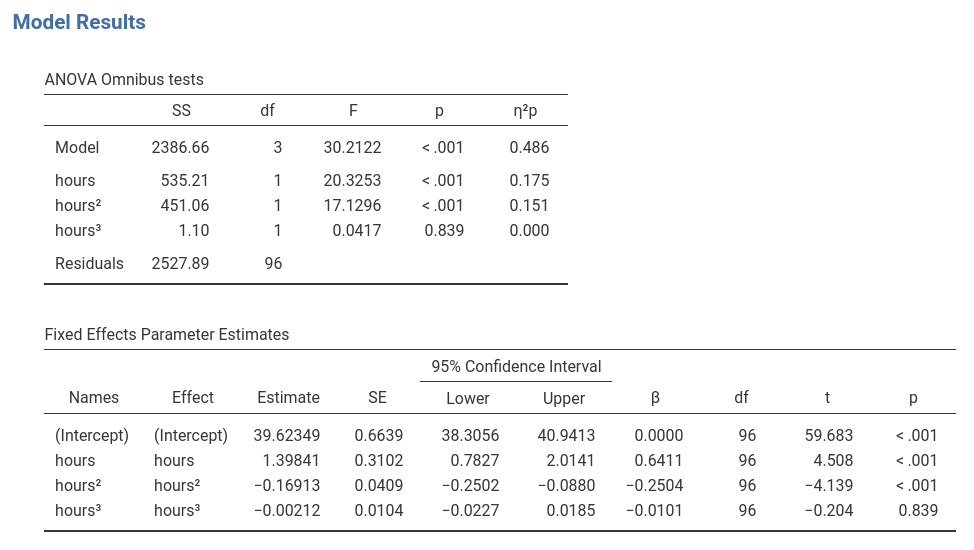 Model Results
ANOVA Omnibus tests
SS df F p η²p
Model 2386.66 3 30.2122 < .001 0.486
hours 535.21 1 20.3253 < .001 0.175
hours² 451.06 1 17.1296 < .001 0.151
hours³ 1.10 1 0.0417 0.839 0.000
Residuals 2527.89 96
Fixed Effects Parameter Estimates
95% Confidence Interval
Names Effect Estimate SE Lower Upper β df t p
(Intercept) (Intercept) 39.62349 0.6639 38.3056 40.9413 0.0000 96 59.683 < .001
hours hours 1.39841 0.3102 0.7827 2.0141 0.6411 96 4.508 < .001
hours² hours² −0.16913 0.0409 −0.2502 −0.0880 −0.2504 96 −4.139 < .001
hours³ hours³ −0.00212 0.0104 −0.0227 0.0185 −0.0101 96 −0.204 0.839